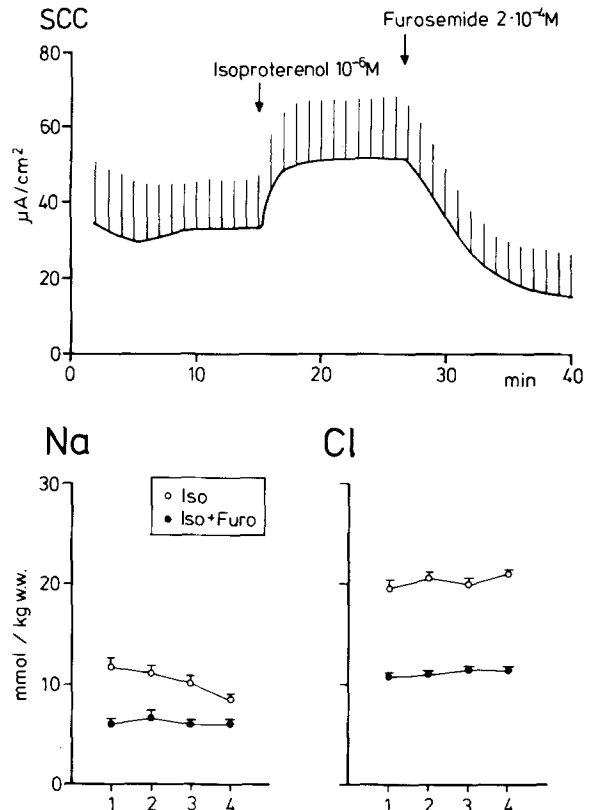 SCC
Furosemide 2·10⁻⁴M
Isoproterenol 10⁻⁶M
80
60
40
20
0
µA/cm²
0 10 20 30 min 40
Na
Cl
○ Iso
● Iso+Furo
30
20
10
0
mmol / kg w.w.
1 2 3 4
1 2 3 4